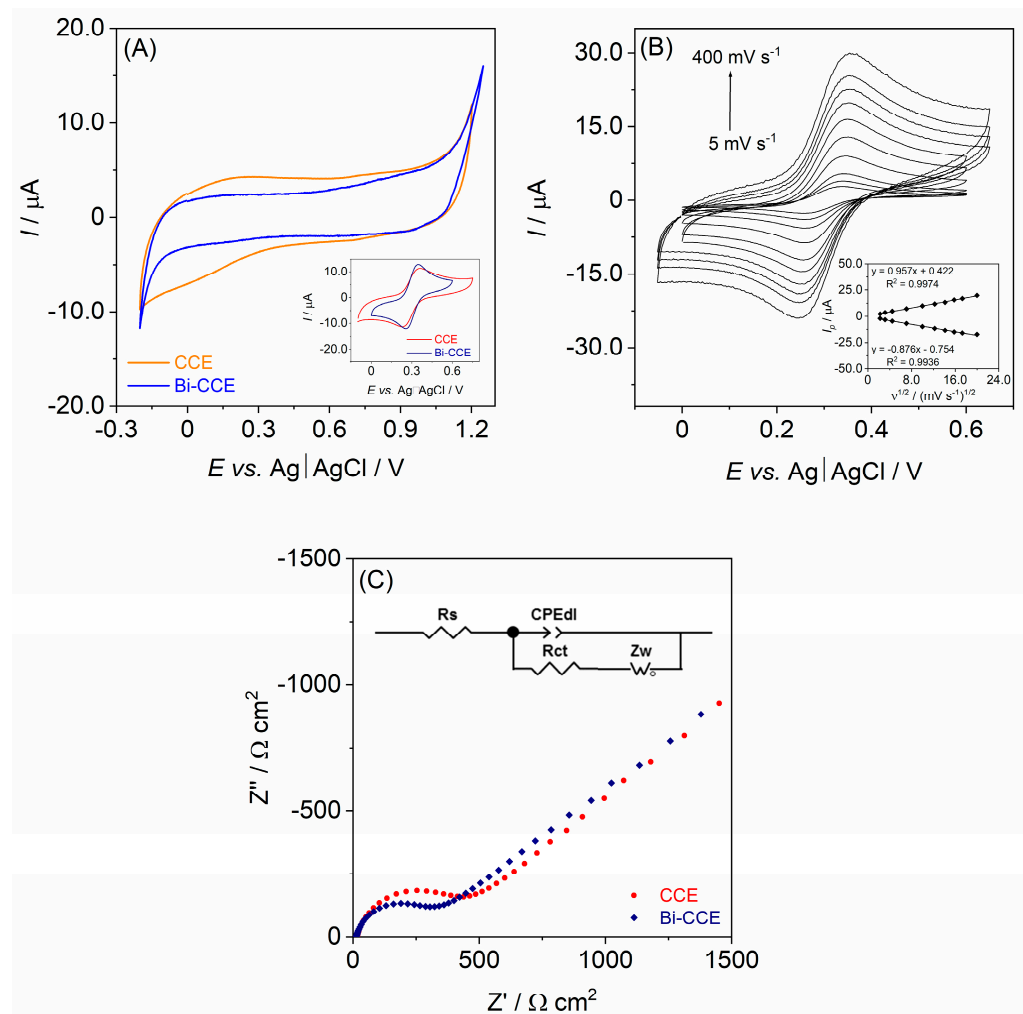 (A)
20.0
10.0
0
-10.0
-20.0
I / µA
CCE
Bi-CCE
-0.3
0
0.3
0.6
0.9
1.2
E vs. Ag|AgCl / V
10.0
0
-10.0
-20.0
I / µA
CCE
Bi-CCE
0
0.3
0.6
E vs. Ag|AgCl / V
(B)
400 mV s⁻¹
5 mV s⁻¹
30.0
15.0
0
-15.0
-30.0
I / µA
0
0.2
0.4
0.6
E vs. Ag|AgCl / V
50.0
25.0
0
-25.0
-50.0
Iₚ / µA
y = 0.957x + 0.422
R² = 0.9974
y = -0.876x - 0.754
R² = 0.9936
0
8.0
16.0
24.0
ν¹ᐟ² / (mV s⁻¹)¹ᐟ²
(C)
-1500
-1000
-500
0
Z'' / Ω cm²
Rs
CPEdl
Rct
Zw
CCE
Bi-CCE
0
500
1000
1500
Z' / Ω cm²